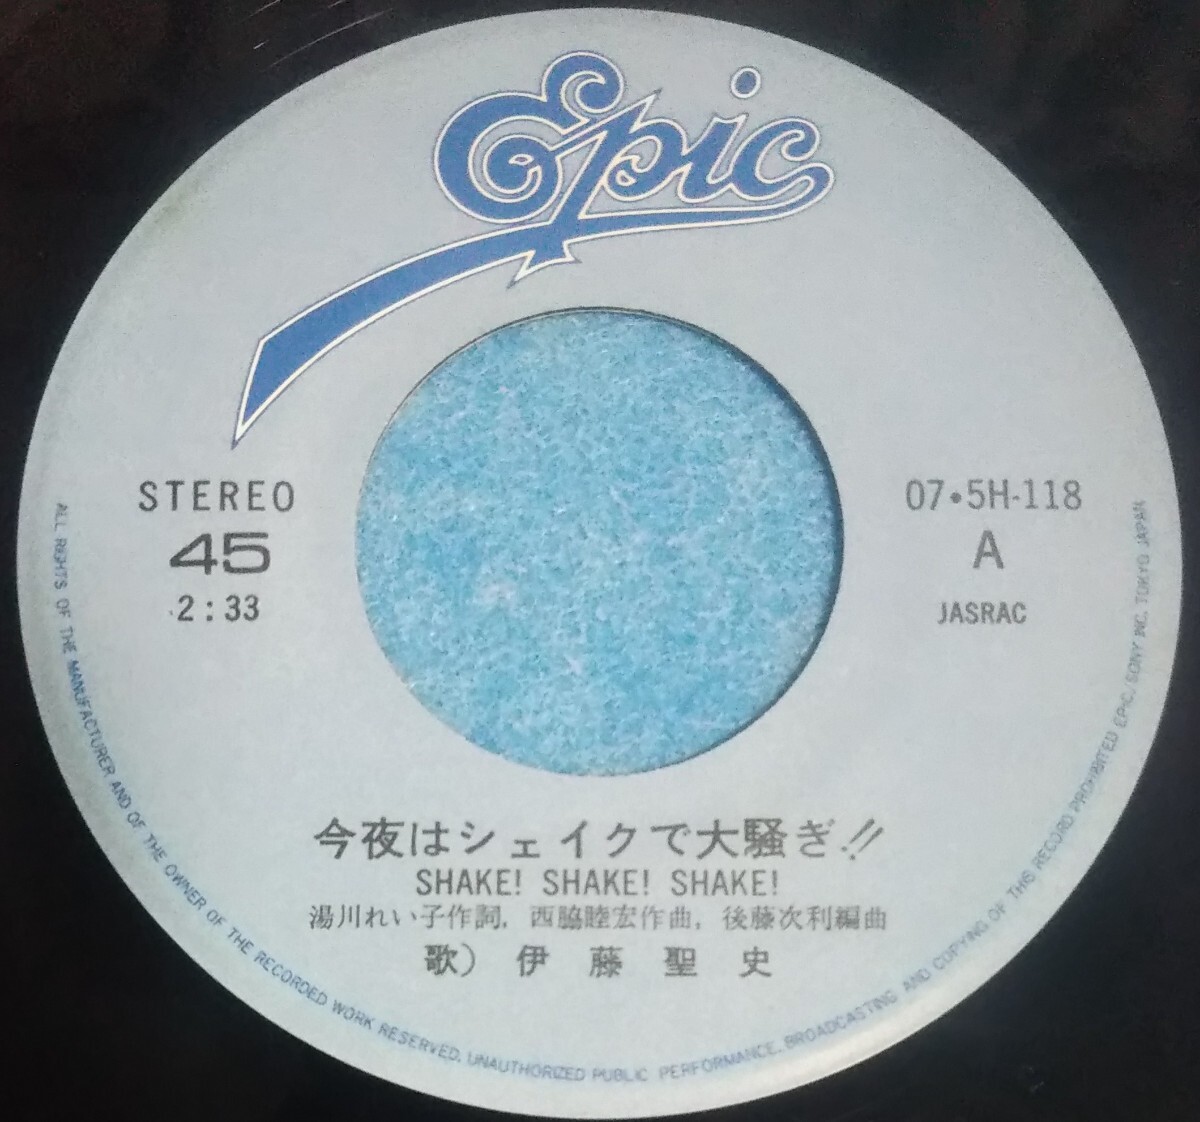 Epic
STEREO
45
2:33
07・5H-118
A
JASRAC
今夜はシェイクで大騒ぎ!!
SHAKE! SHAKE! SHAKE!
湯川れい子作詞, 西脇睦宏作曲, 後藤次利編曲
歌) 伊藤聖史
ALL RIGHTS OF THE MANUFACTURER AND OF THE OWNER OF THE RECORDED WORK RESERVED. UNAUTHORIZED PUBLIC PERFORMANCE. BROADCASTING AND COPYING OF THIS RECORD PROHIBITED EPIC/SONY INC. TOKYO JAPAN